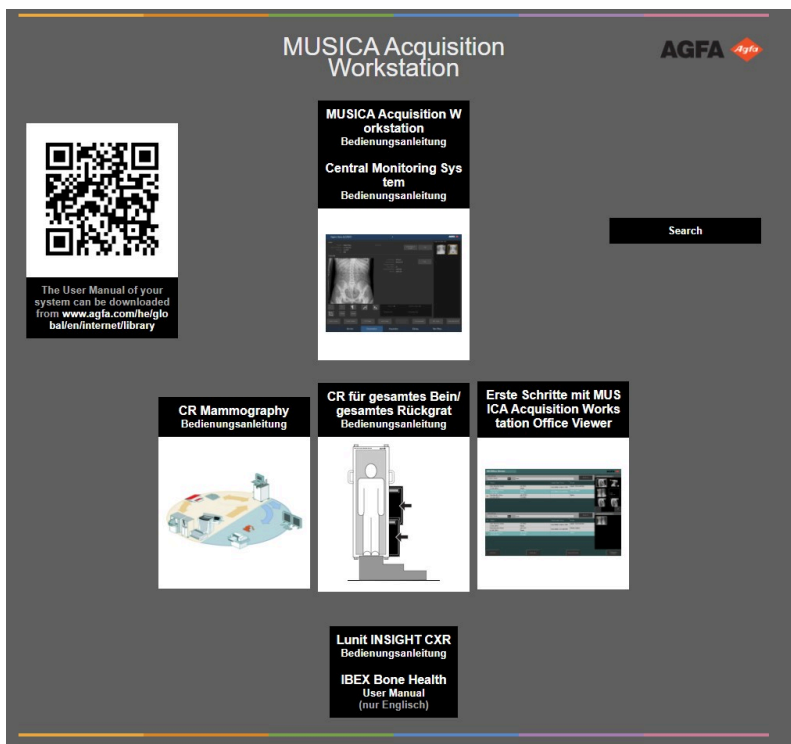 MUSICA Acquisition
Workstation
AGFA
MUSICA Acquisition W
orkstation
Bedienungsanleitung
Central Monitoring Sys
tem
Bedienungsanleitung
The User Manual of your
system can be downloaded
from www.agfa.com/he/glo
bal/en/internet/library
Search
CR Mammography
Bedienungsanleitung
CR für gesamtes Bein/
gesamtes Rückgrat
Bedienungsanleitung
Erste Schritte mit MUS
ICA Acquisition Works
tation Office Viewer
Lunit INSIGHT CXR
Bedienungsanleitung
IBEX Bone Health
User Manual
(nur Englisch)